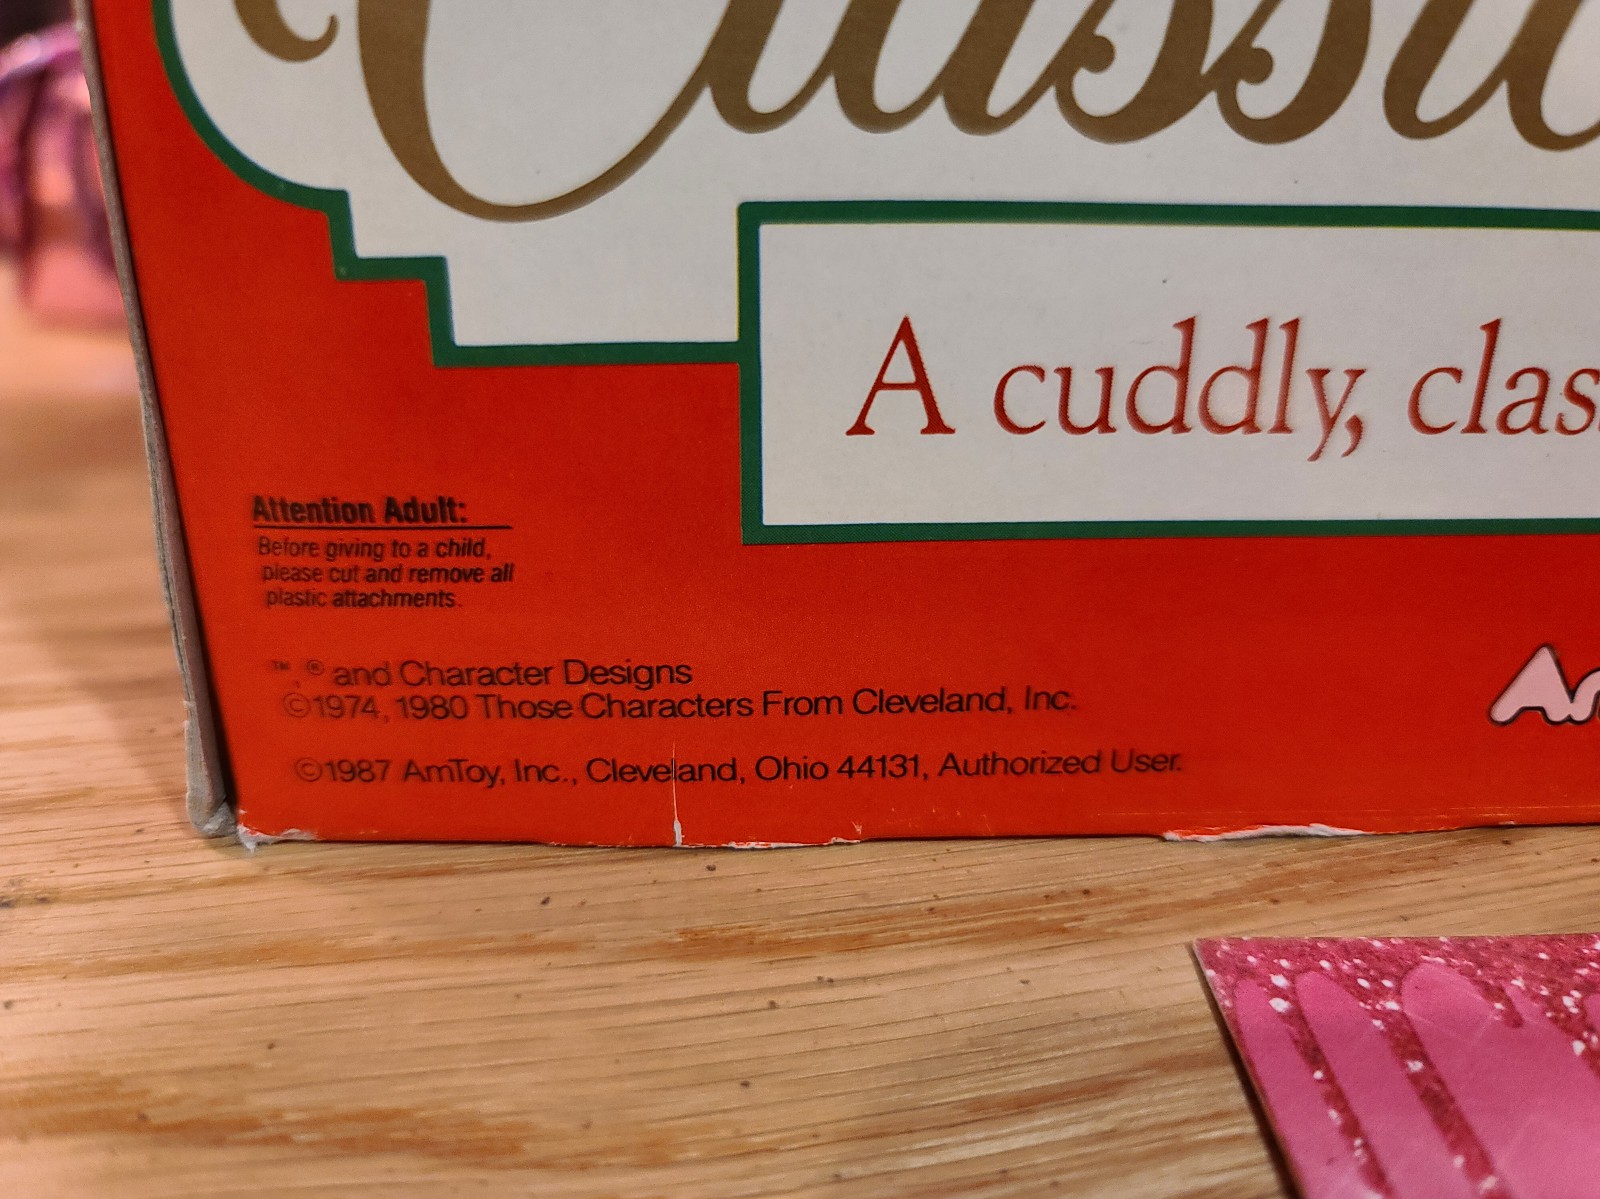 A cuddly,
Attention Adult:
Before giving to a child,
please cut and remove all
plastic attachments.
™, ® and Character Designs
©1974, 1980 Those Characters From Cleveland, Inc.
©1987 AmToy, Inc., Cleveland, Ohio 44131, Authorized User.